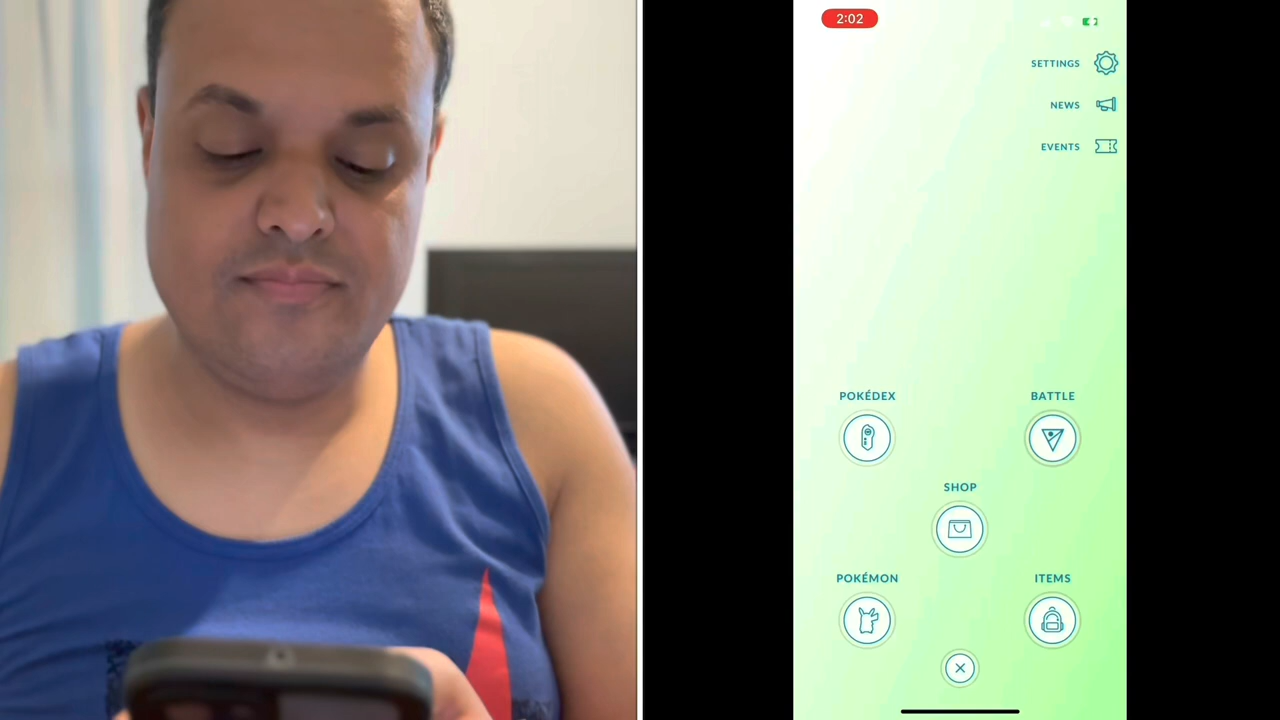 2:02
SETTINGS
NEWS
EVENTS
POKÉDEX
BATTLE
SHOP
POKÉMON
ITEMS